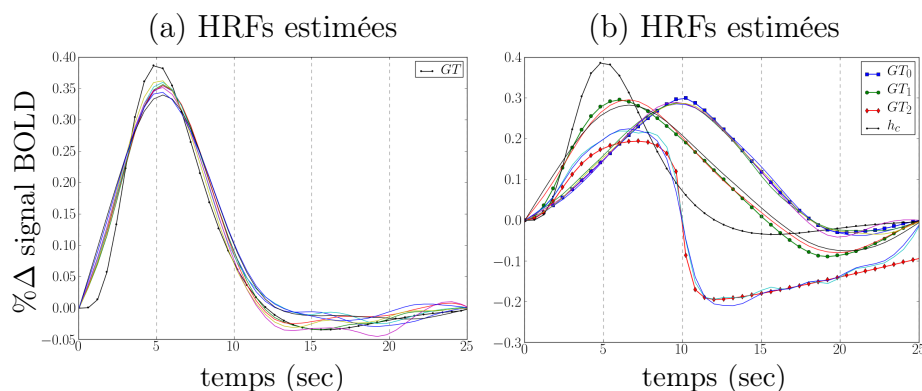 (a) HRFs estimées
0.40
0.35
0.30
0.25
0.20
0.15
0.10
0.05
0.00
−0.05
0 5 10 15 20 25
GT
%Δ signal BOLD
temps (sec)
(b) HRFs estimées
0.4
0.3
0.2
0.1
−0.0
−0.1
−0.2
−0.3
0 5 10 15 20 25
GT₀
GT₁
GT₂
h_c
temps (sec)